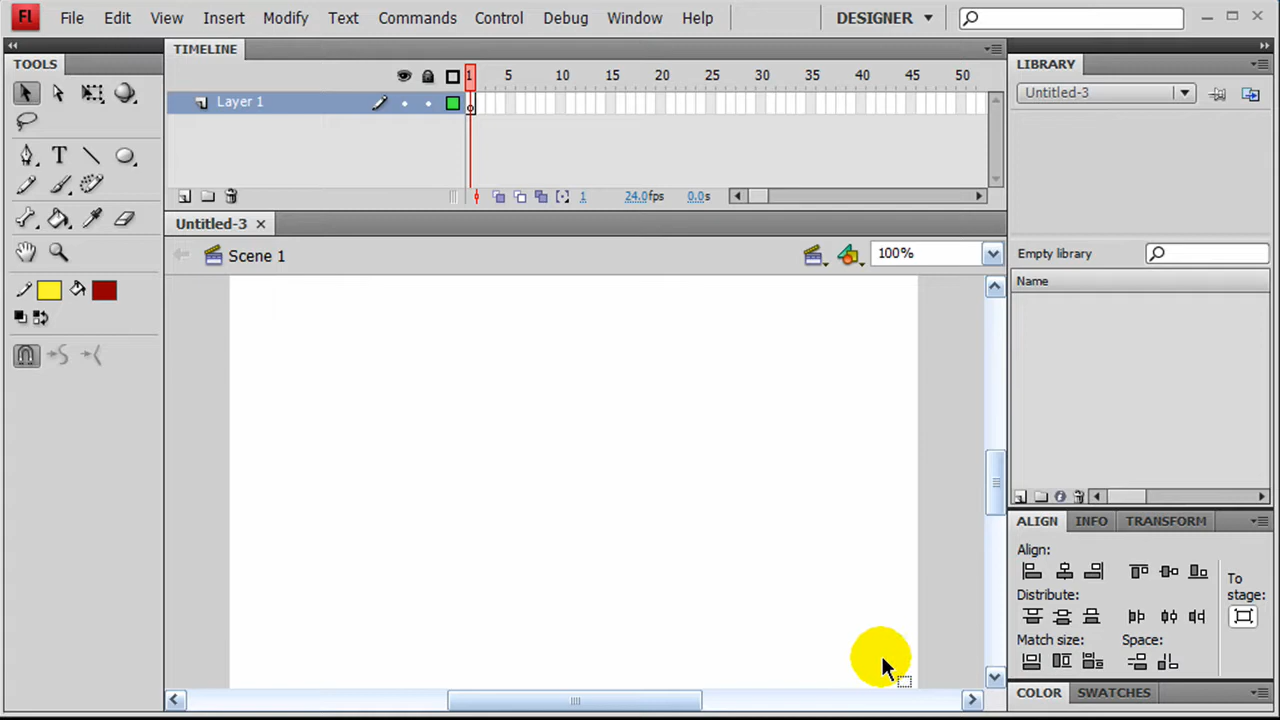 Fl File Edit View Insert Modify Text Commands Control Debug Window Help DESIGNER
TOOLS
TIMELINE
1 5 10 15 20 25 30 35 40 45 50
Layer 1
1 24.0fps 0.0s
Untitled-3
Scene 1
100%
LIBRARY
Untitled-3
Empty library
Name
ALIGN INFO TRANSFORM
Align:
To
stage:
Distribute:
Match size: Space:
COLOR SWATCHES
T